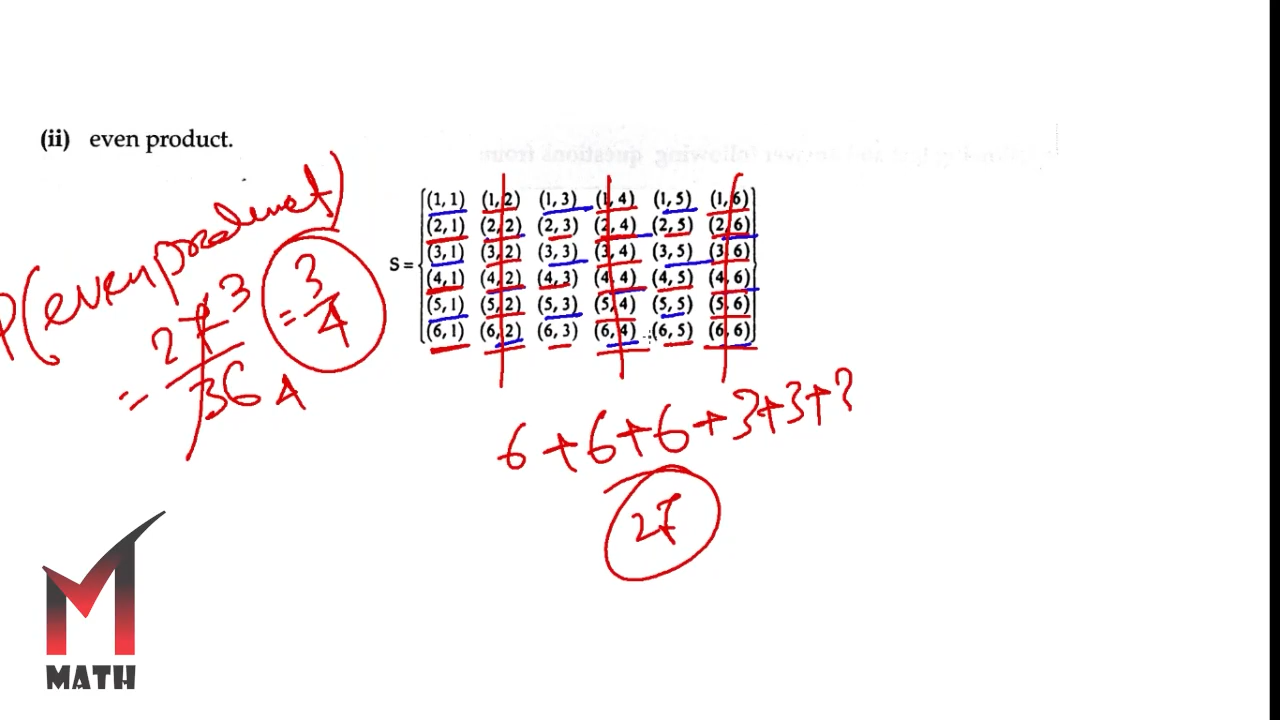 (ii) even product.
P(even product)
= 27 3
36 4
= 3
4
S =
(1, 1) (1, 2) (1, 3) (1, 4) (1, 5) (1, 6)
(2, 1) (2, 2) (2, 3) (2, 4) (2, 5) (2, 6)
(3, 1) (3, 2) (3, 3) (3, 4) (3, 5) (3, 6)
(4, 1) (4, 2) (4, 3) (4, 4) (4, 5) (4, 6)
(5, 1) (5, 2) (5, 3) (5, 4) (5, 5) (5, 6)
(6, 1) (6, 2) (6, 3) (6, 4) (6, 5) (6, 6)
6+6+6+3+3+3
27
MATH